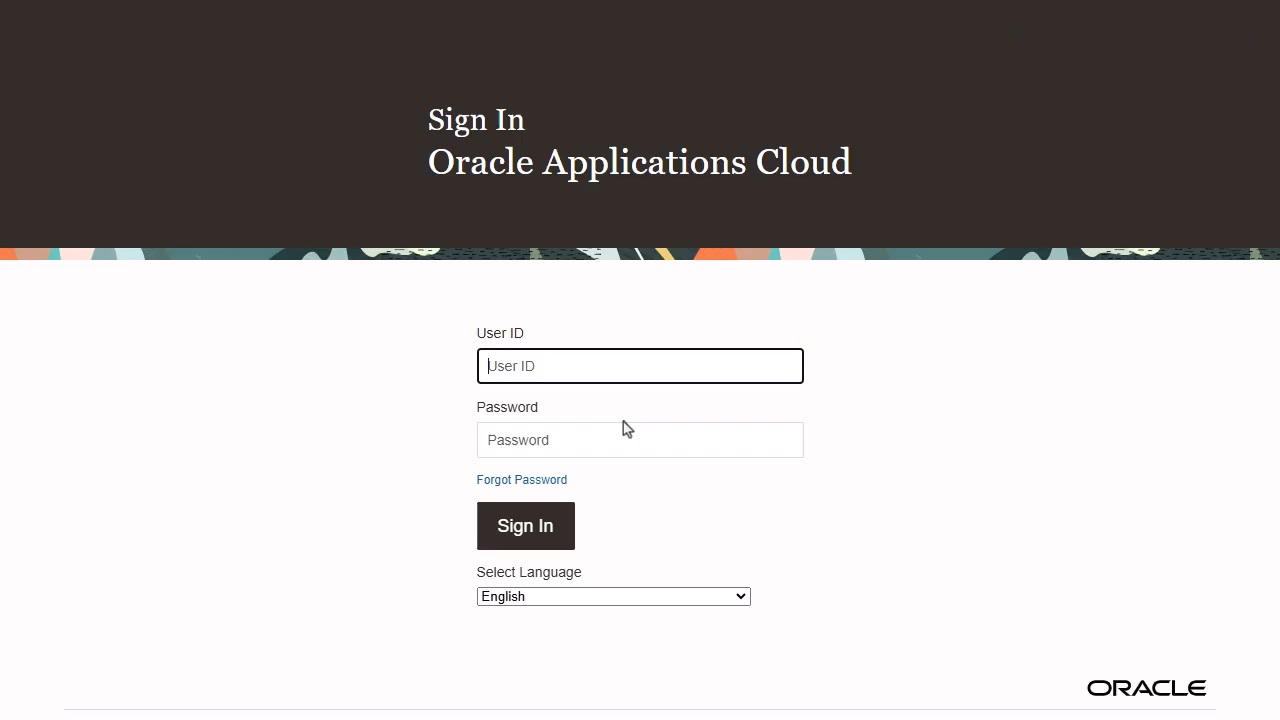 Sign In
Oracle Applications Cloud
User ID
User ID
Password
Password
Forgot Password
Sign In
Select Language
English
ORACLE